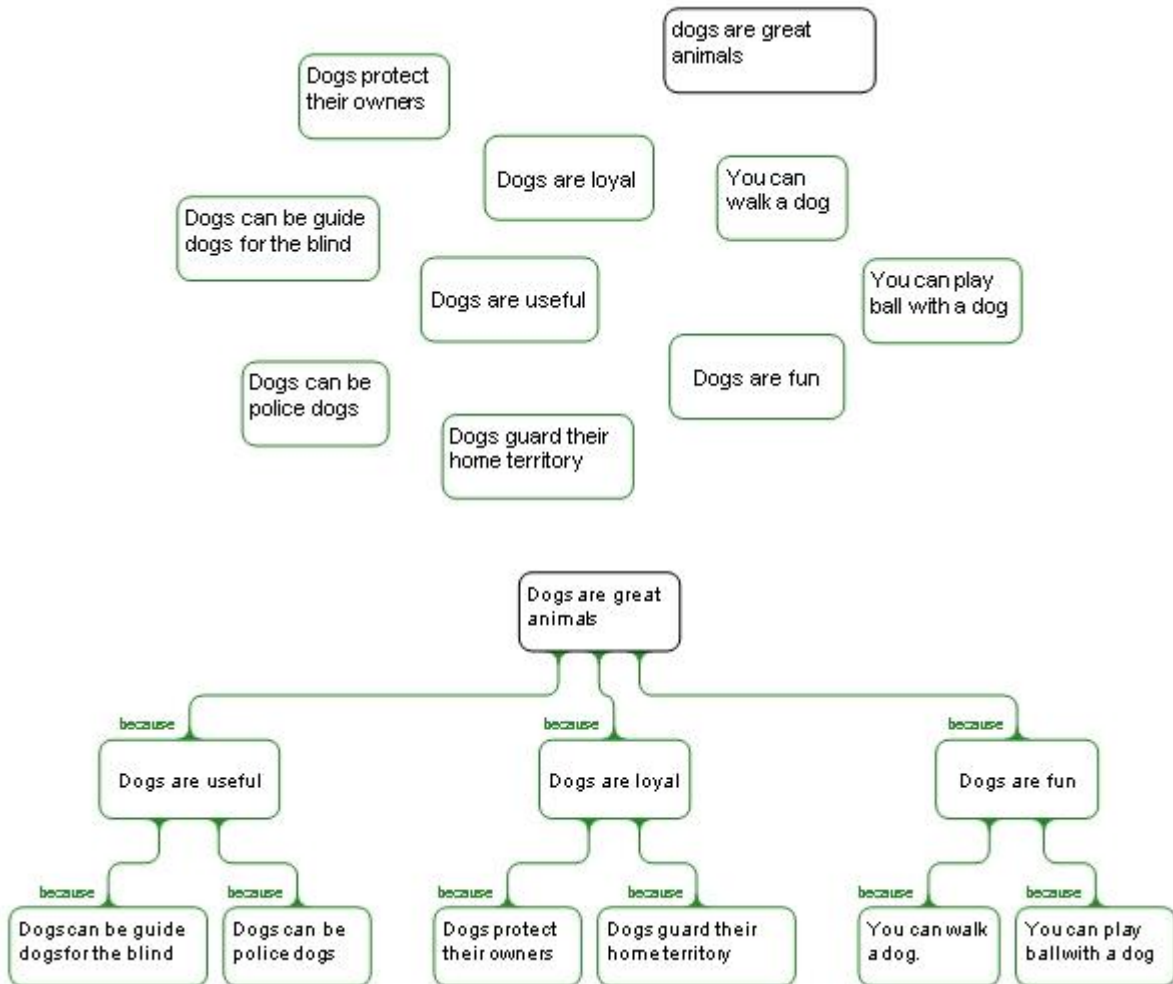 dogs are great
animals
Dogs protect
their owners
Dogs are loyal
You can
walk a dog
Dogs can be guide
dogs for the blind
Dogs are useful
You can play
ball with a dog
Dogs are fun
Dogs can be
police dogs
Dogs guard their
home territory
Dogs are great
animals
because
because
because
Dogs are useful
Dogs are loyal
Dogs are fun
because
because
because
because
because
because
Dogs can be guide
dogs for the blind
Dogs can be
police dogs
Dogs protect
their owners
Dogs guard their
home territory
You can walk
a dog.
You can play
ball with a dog